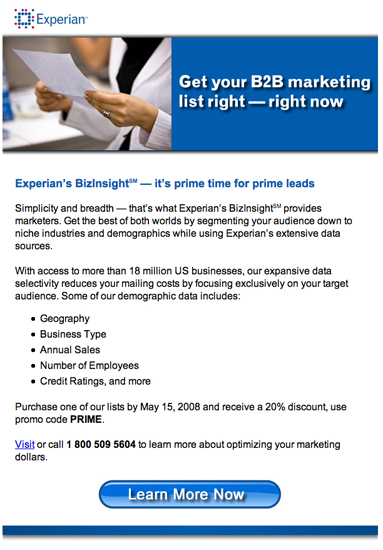 Experian™
Get your B2B marketing
list right — right now
Experian's BizInsight℠ — it's prime time for prime leads
Simplicity and breadth — that's what Experian's BizInsight℠ provides
marketers. Get the best of both worlds by segmenting your audience down to
niche industries and demographics while using Experian's extensive data
sources.
With access to more than 18 million US businesses, our expansive data
selectivity reduces your mailing costs by focusing exclusively on your target
audience. Some of our demographic data includes:
• Geography
• Business Type
• Annual Sales
• Number of Employees
• Credit Ratings, and more
Purchase one of our lists by May 15, 2008 and receive a 20% discount, use
promo code PRIME.
Visit or call 1 800 509 5604 to learn more about optimizing your marketing
dollars.
Learn More Now